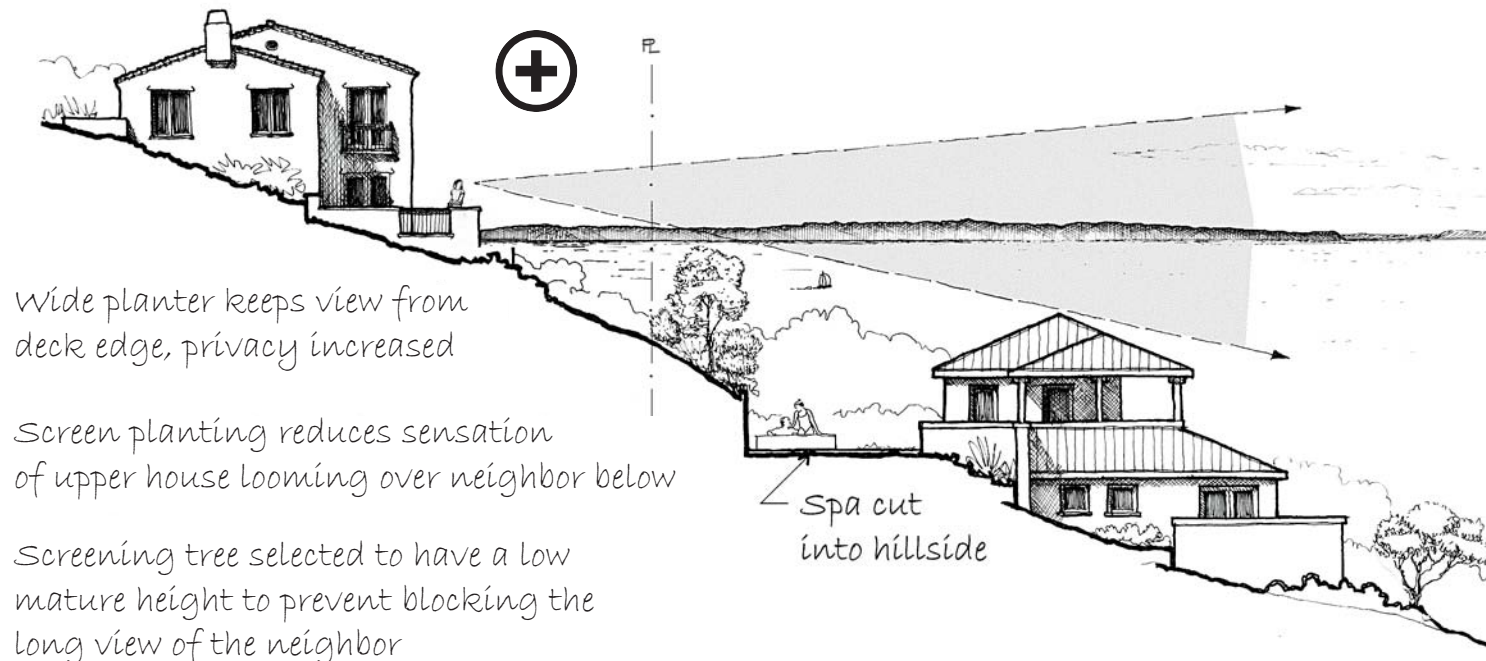 PL
Wide planter keeps view from
deck edge, privacy increased
Screen planting reduces sensation
of upper house looming over neighbor below
Spa cut
into hillside
Screening tree selected to have a low
mature height to prevent blocking the
long view of the neighbor